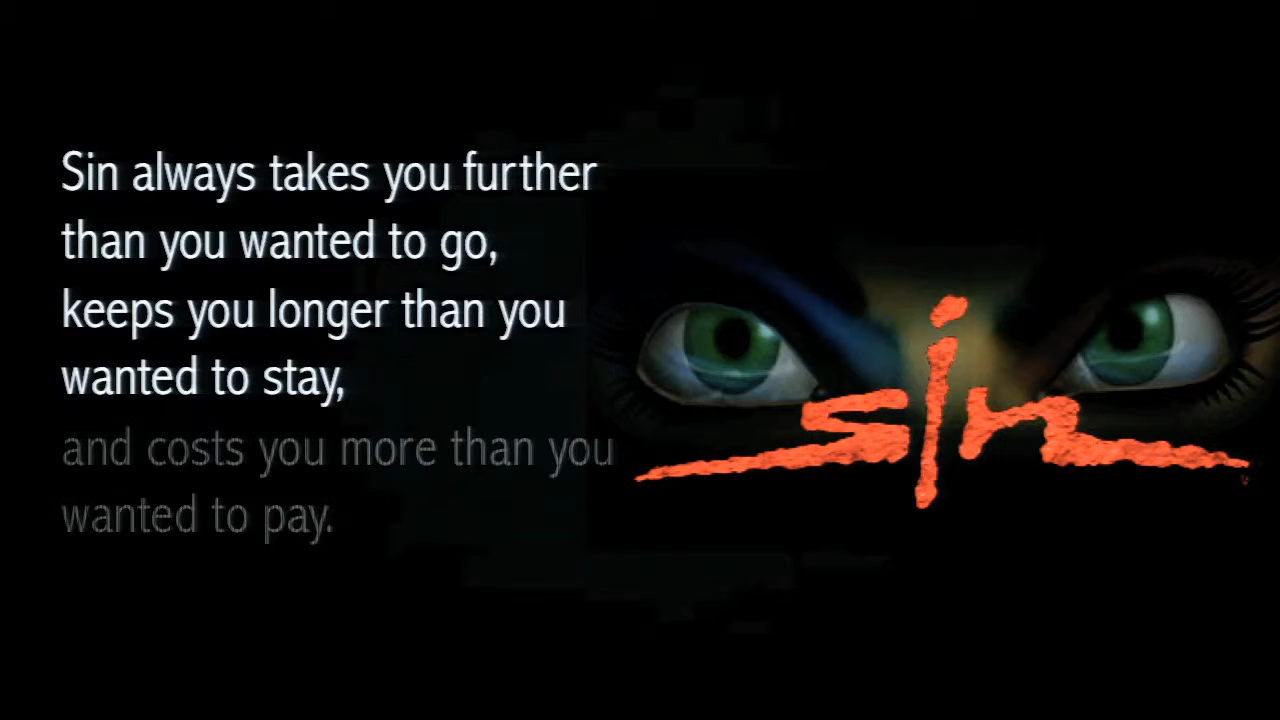 Sin always takes you further
than you wanted to go,
keeps you longer than you
wanted to stay,
and costs you more than you
wanted to pay.
sin